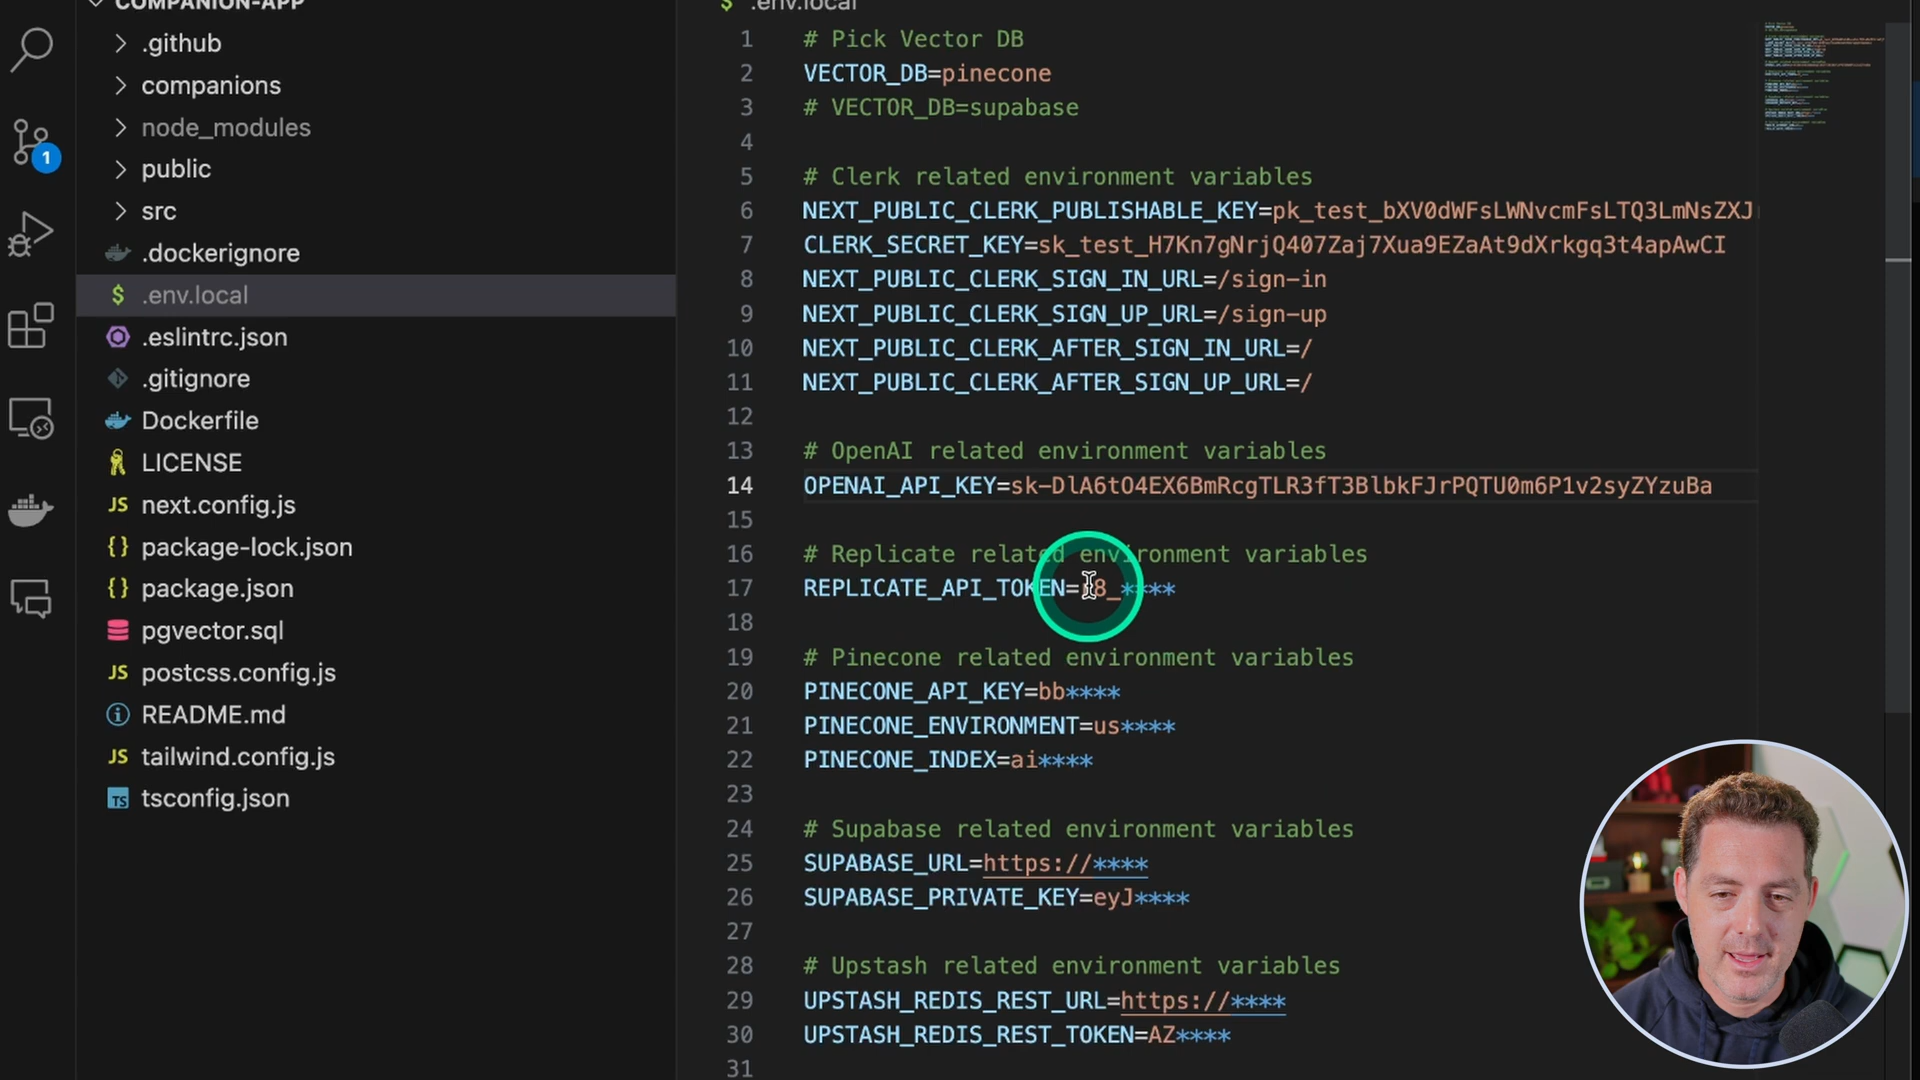 COMPANION-APP
.github
companions
node_modules
public
src
.dockerignore
.env.local
.eslintrc.json
.gitignore
Dockerfile
LICENSE
next.config.js
package-lock.json
package.json
pgvector.sql
postcss.config.js
README.md
tailwind.config.js
tsconfig.json
1
.env.local
1 # Pick Vector DB
2 VECTOR_DB=pinecone
3 # VECTOR_DB=supabase
4
5 # Clerk related environment variables
6 NEXT_PUBLIC_CLERK_PUBLISHABLE_KEY=pk_test_bXV0dWFsLWNvcmFsLTQ3LmNsZXJ
7 CLERK_SECRET_KEY=sk_test_H7Kn7gNrjQ407Zaj7Xua9EZaAt9dXrkgq3t4apAwCI
8 NEXT_PUBLIC_CLERK_SIGN_IN_URL=/sign-in
9 NEXT_PUBLIC_CLERK_SIGN_UP_URL=/sign-up
10 NEXT_PUBLIC_CLERK_AFTER_SIGN_IN_URL=/
11 NEXT_PUBLIC_CLERK_AFTER_SIGN_UP_URL=/
12
13 # OpenAI related environment variables
14 OPENAI_API_KEY=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
15
16 # Replicate related environment variables
17 REPLICATE_API_TOKEN=r8_****
18
19 # Pinecone related environment variables
20 PINECONE_API_KEY=bb****
21 PINECONE_ENVIRONMENT=us****
22 PINECONE_INDEX=ai****
23
24 # Supabase related environment variables
25 SUPABASE_URL=https://****
26 SUPABASE_PRIVATE_KEY=eyJ****
27
28 # Upstash related environment variables
29 UPSTASH_REDIS_REST_URL=https://****
30 UPSTASH_REDIS_REST_TOKEN=AZ****
31